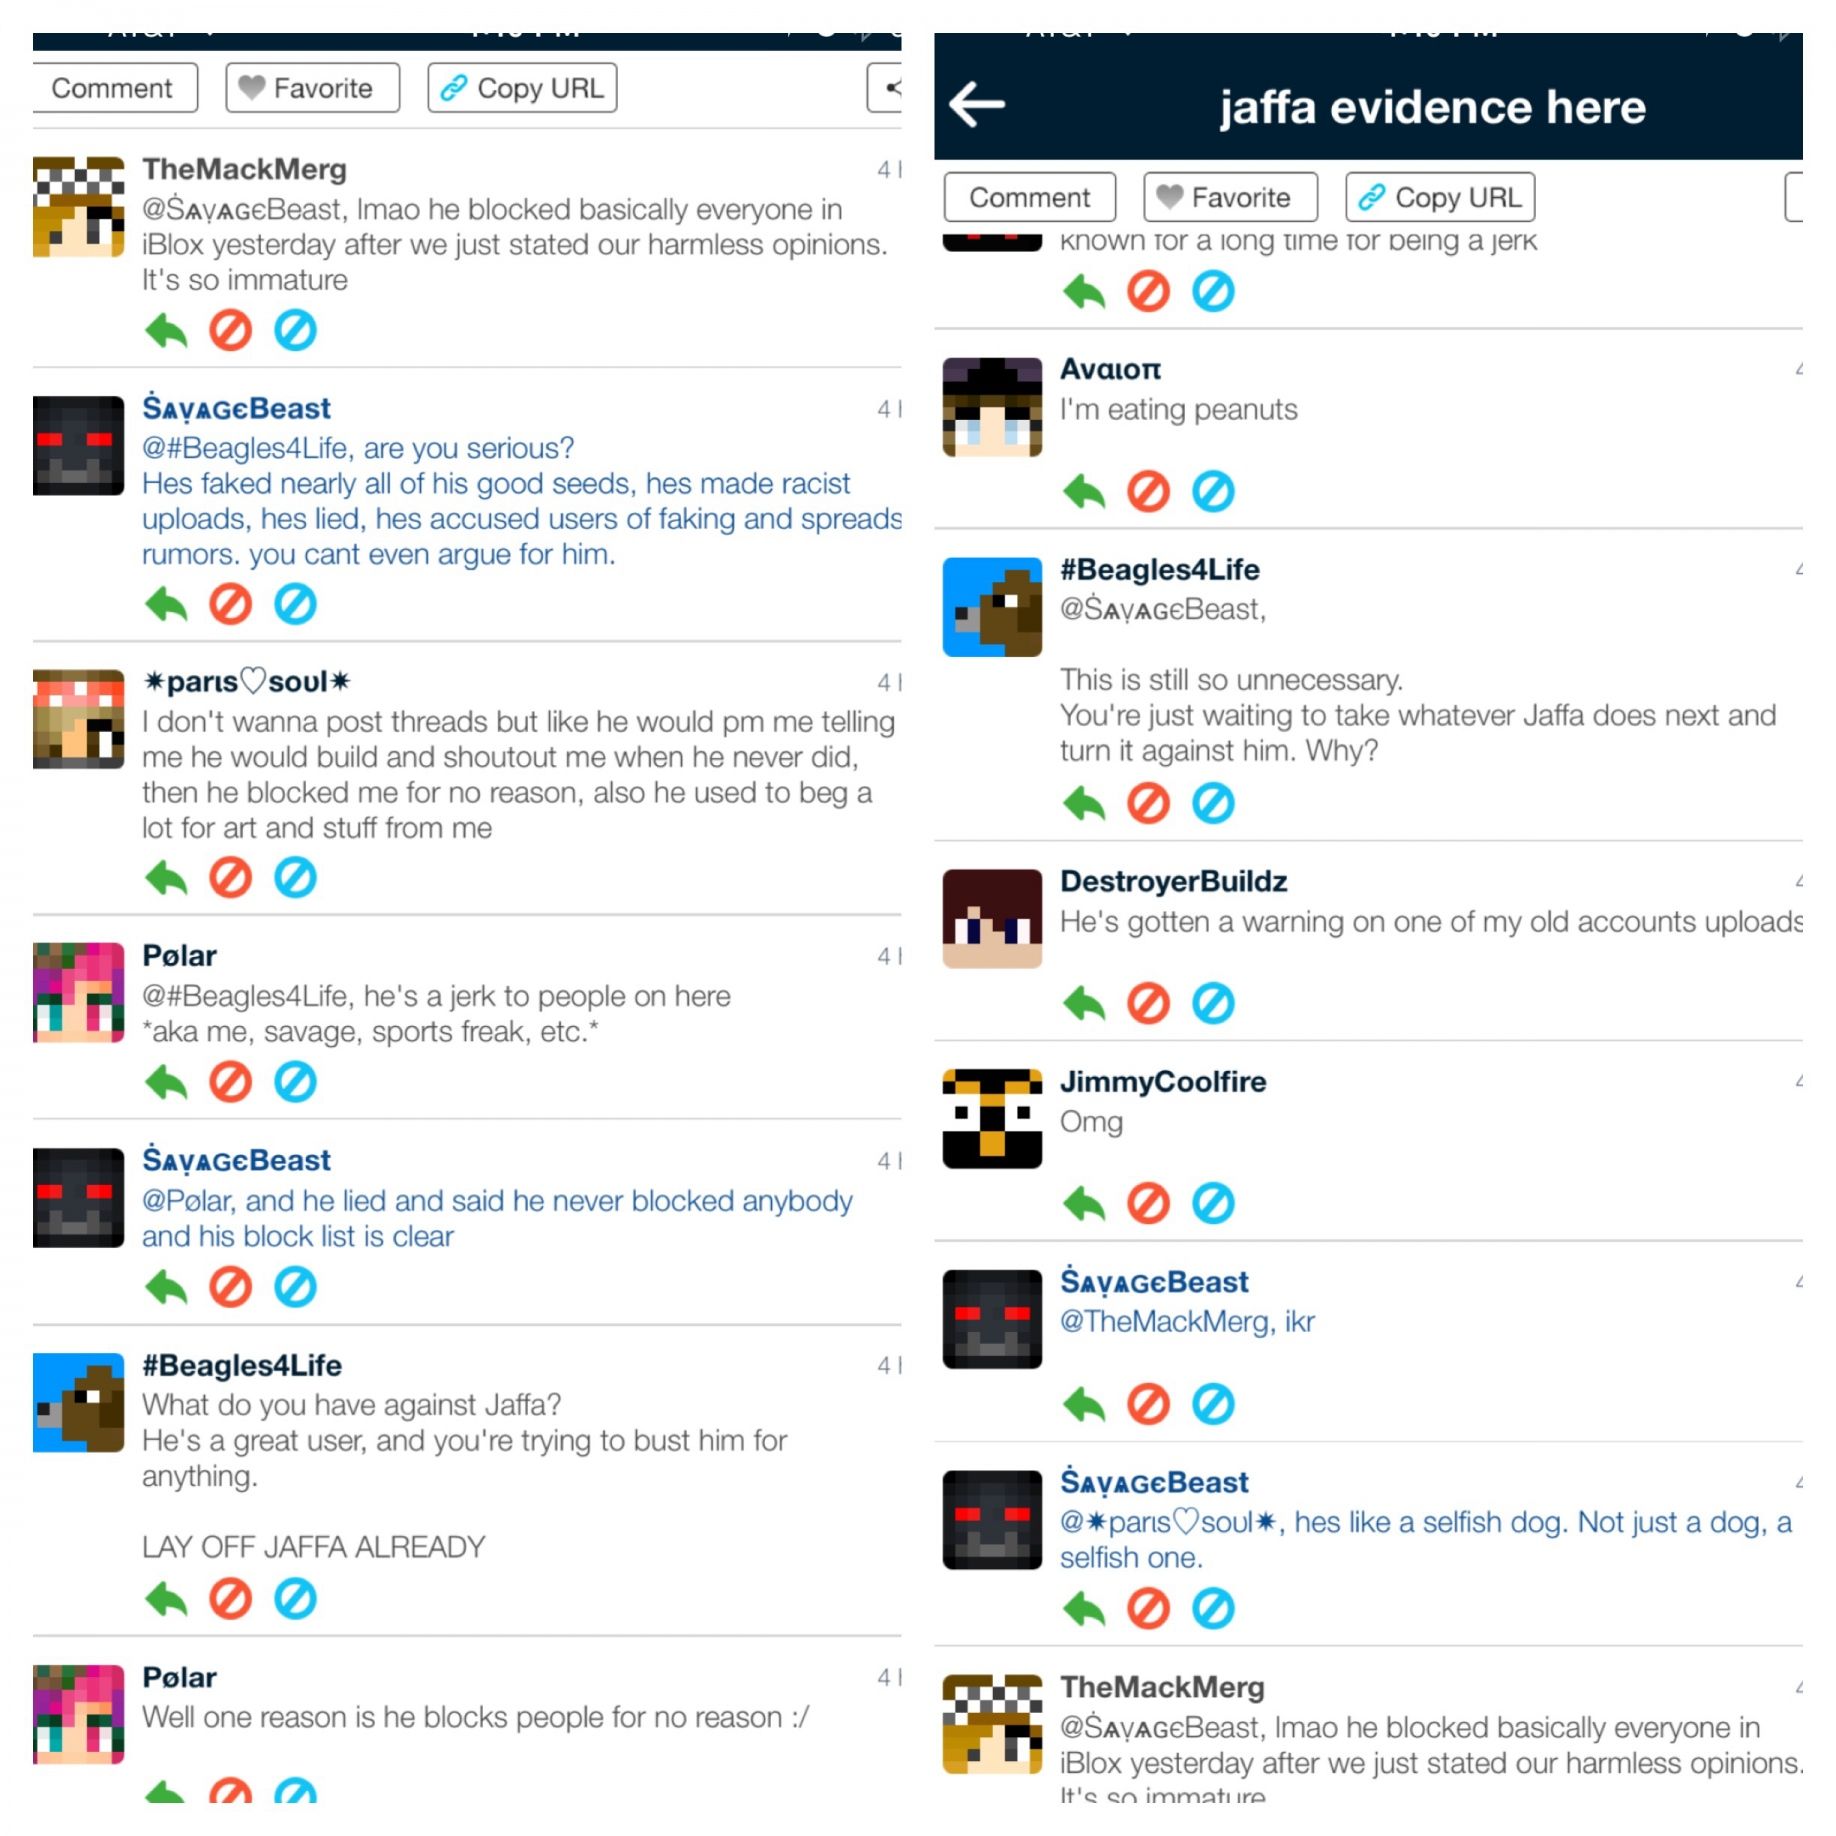 Comment
Favorite
Copy URL
TheMackMerg
4 h
@ṠѧṿѧGєBeast, lmao he blocked basically everyone in
iBlox yesterday after we just stated our harmless opinions.
It's so immature
ṠѧṿѧGєBeast
4 h
@#Beagles4Life, are you serious?
Hes faked nearly all of his good seeds, hes made racist
uploads, hes lied, hes accused users of faking and spreads
rumors. you cant even argue for him.
✷parιs♡soυl✷
4 h
I don't wanna post threads but like he would pm me telling
me he would build and shoutout me when he never did,
then he blocked me for no reason, also he used to beg a
lot for art and stuff from me
Pølar
4 h
@#Beagles4Life, he's a jerk to people on here
*aka me, savage, sports freak, etc.*
ṠѧṿѧGєBeast
4 h
@Pølar, and he lied and said he never blocked anybody
and his block list is clear
#Beagles4Life
4 h
What do you have against Jaffa?
He's a great user, and you're trying to bust him for
anything.
LAY OFF JAFFA ALREADY
Pølar
4 h
Well one reason is he blocks people for no reason :/
jaffa evidence here
Comment
Favorite
Copy URL
known for a long time for being a jerk
Aναιοπ
I'm eating peanuts
#Beagles4Life
@ṠѧṿѧGєBeast,
This is still so unnecessary.
You're just waiting to take whatever Jaffa does next and
turn it against him. Why?
DestroyerBuildz
He's gotten a warning on one of my old accounts uploads
JimmyCoolfire
Omg
ṠѧṿѧGєBeast
@TheMackMerg, ikr
ṠѧṿѧGєBeast
@✷parιs♡soυl✷, hes like a selfish dog. Not just a dog, a
selfish one.
TheMackMerg
@ṠѧṿѧGєBeast, lmao he blocked basically everyone in
iBlox yesterday after we just stated our harmless opinions.
It's so immature